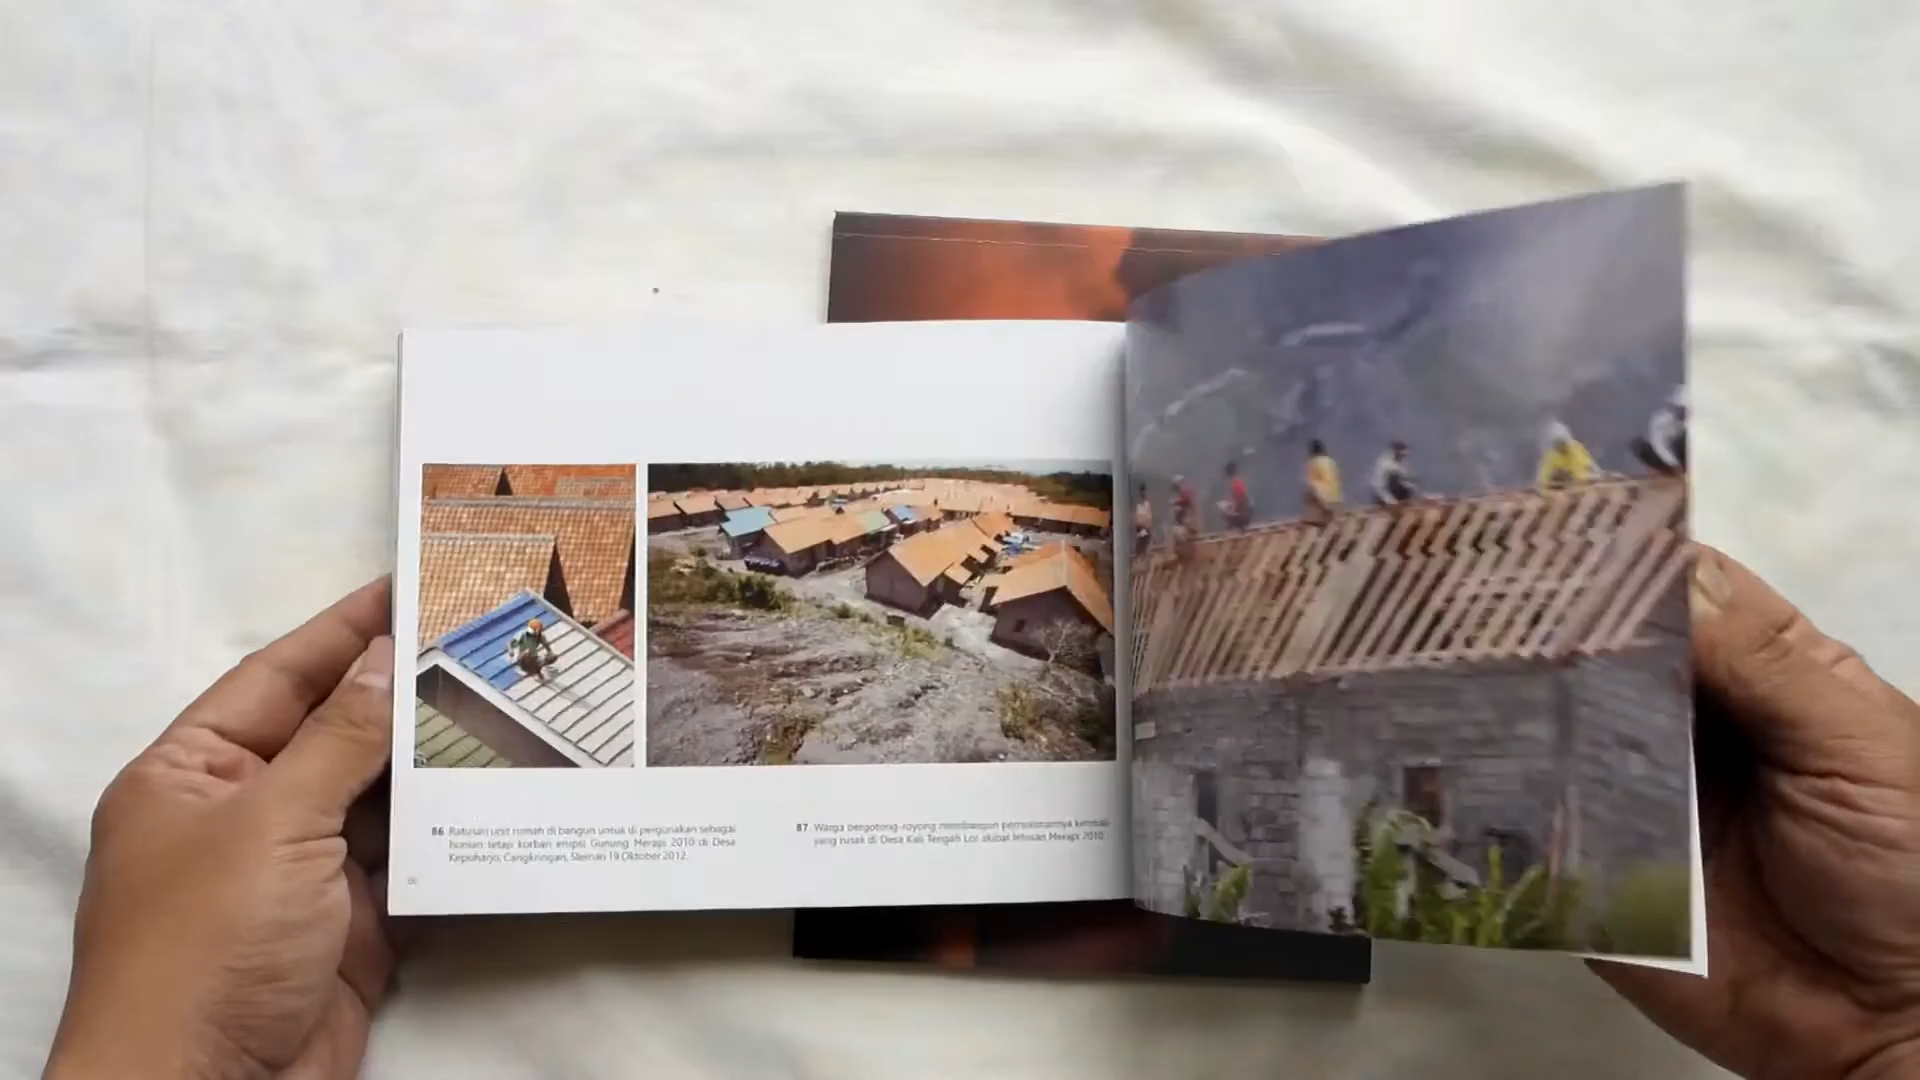 86 Ratusan unit rumah di bangun untuk di pergunakan sebagai
hunian tetap korban erupsi Gunung Merapi 2010 di Desa
Kepuharjo, Cangkringan, Sleman 19 Oktober 2012.
87 Warga bergotong-royong membangun permukimannya kembali
yang rusak di Desa Kali Tengah Lor akibat letusan Merapi 2010.